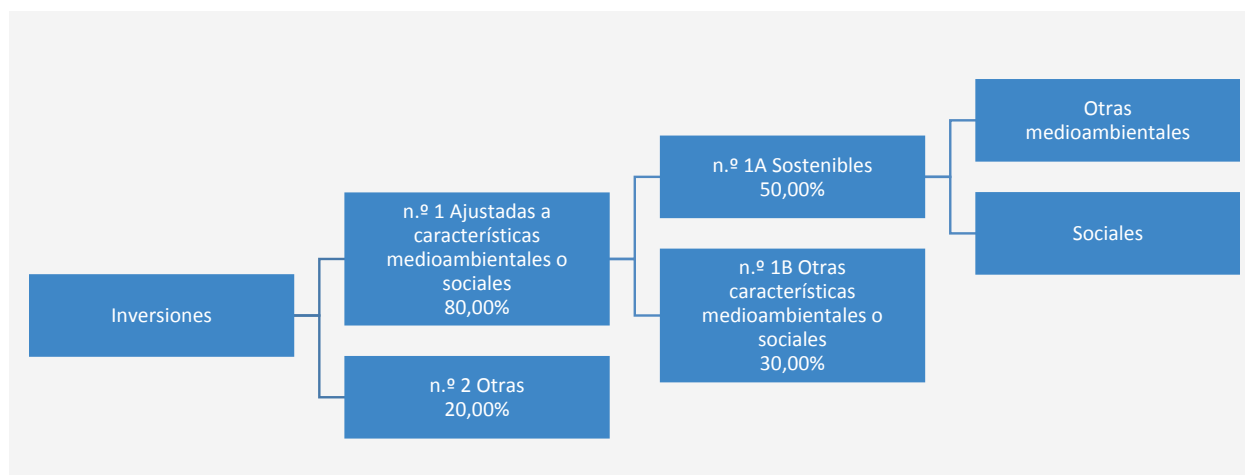 Inversiones
n.º 1 Ajustadas a
características
medioambientales o
sociales
80,00%
n.º 2 Otras
20,00%
n.º 1A Sostenibles
50,00%
n.º 1B Otras
características
medioambientales o
sociales
30,00%
Otras
medioambientales
Sociales